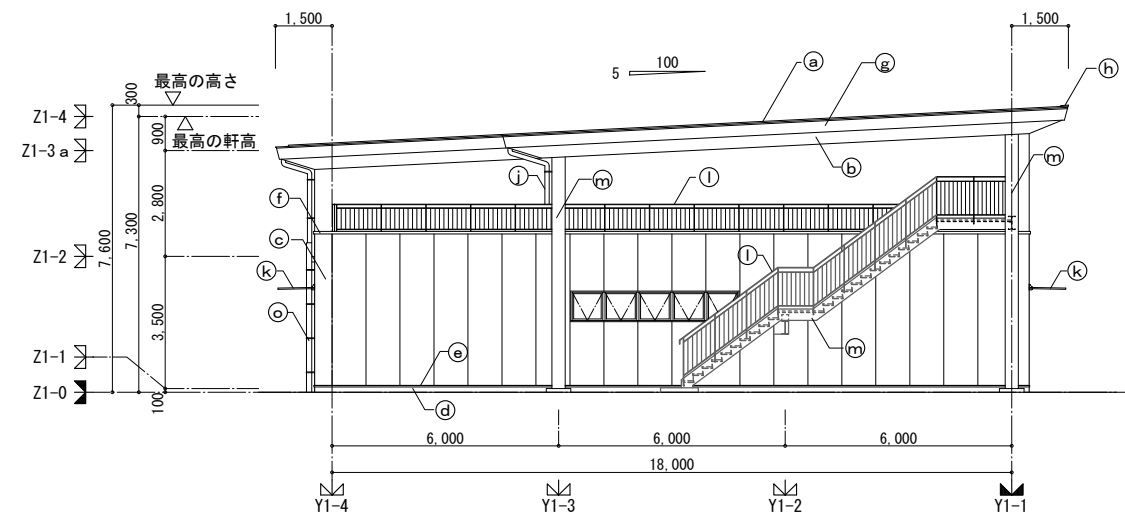 1,500
1,500
100
5
ⓐ
ⓖ
ⓗ
最高の高さ
300
Z1-4
最高の軒高
900
Z1-3a
ⓑ
ⓜ
ⓙ
ⓜ
ⓛ
2,800
7,300
7,600
ⓕ
ⓒ
Z1-2
ⓚ
ⓛ
ⓚ
3,500
ⓞ
ⓜ
Z1-1
ⓔ
Z1-0
100
ⓓ
6,000
6,000
6,000
18,000
Y1-4
Y1-3
Y1-2
Y1-1